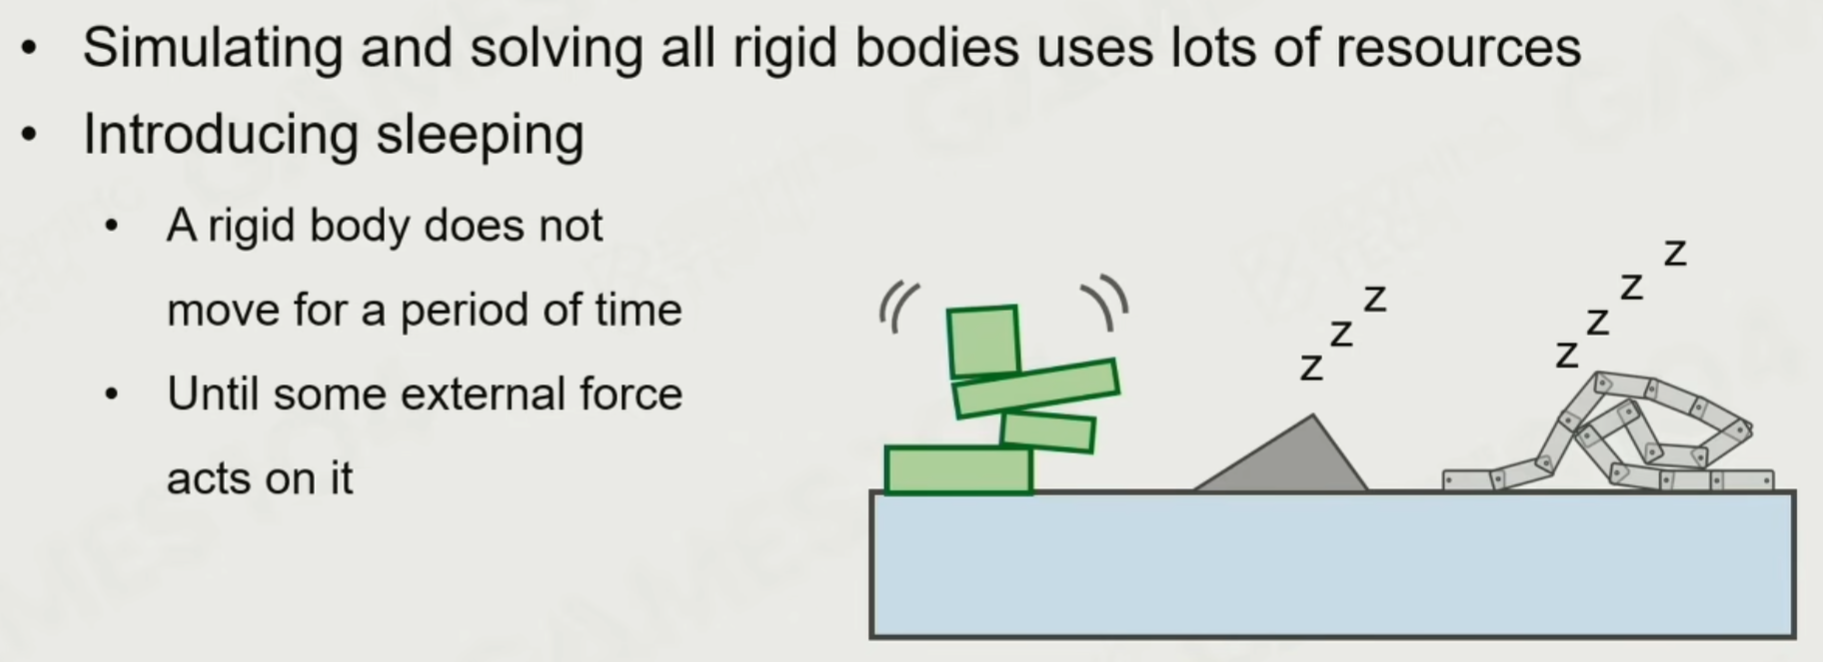 • Simulating and solving all rigid bodies uses lots of resources
• Introducing sleeping
• A rigid body does not
move for a period of time
• Until some external force
acts on it
z
z
z
z
z
z
z